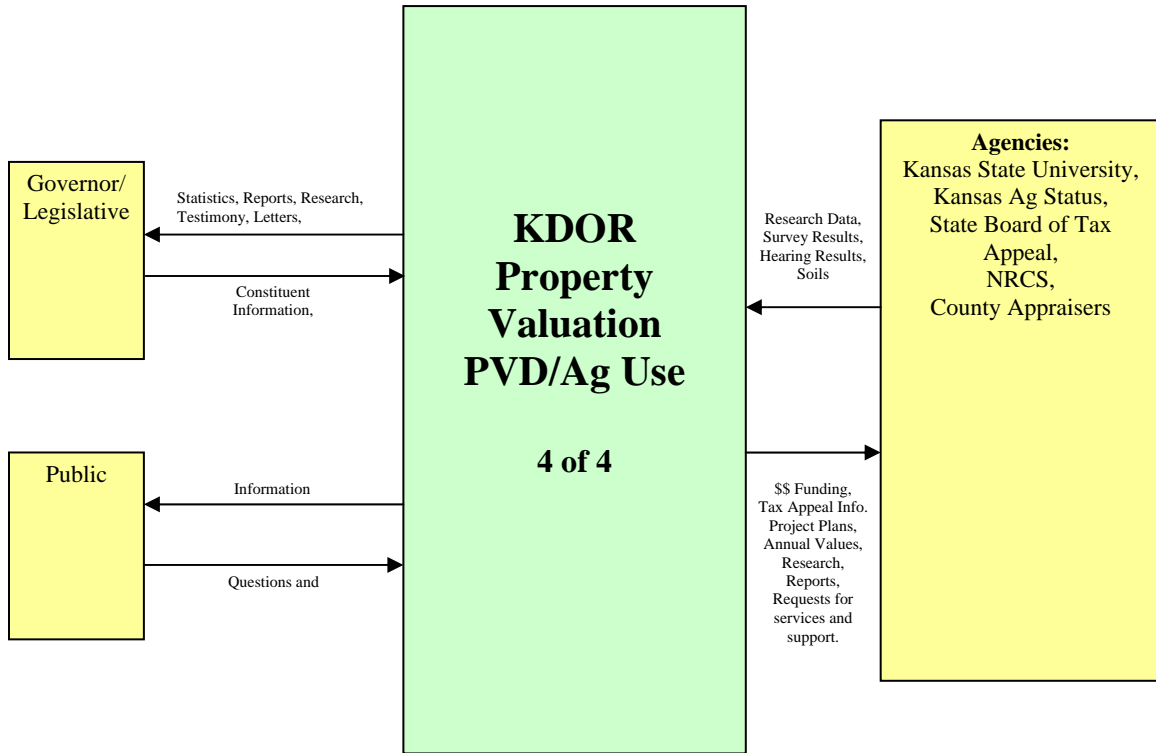 Governor/
Legislative
Statistics, Reports, Research,
Testimony, Letters,
Constituent
Information,
Public
Information
Questions and
KDOR
Property
Valuation
PVD/Ag Use
4 of 4
Research Data,
Survey Results,
Hearing Results,
Soils
$$ Funding,
Tax Appeal Info.
Project Plans,
Annual Values,
Research,
Reports,
Requests for
services and
support.
Agencies:
Kansas State University,
Kansas Ag Status,
State Board of Tax
Appeal,
NRCS,
County Appraisers